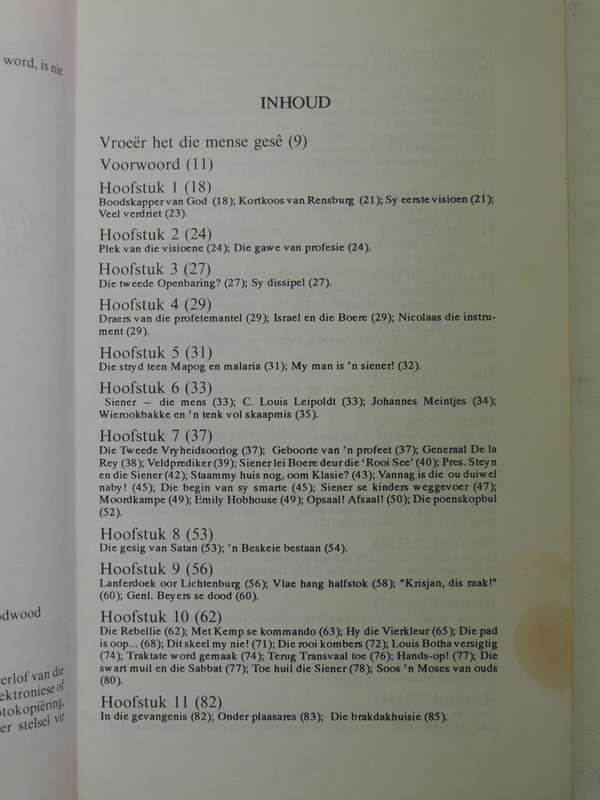 word, is nie
odwood
erlof van die
ektroniese of
tokopiëring,
er stelsel vir
INHOUD
Vroeër het die mense gesê (9)
Voorwoord (11)
Hoofstuk 1 (18)
Boodskapper van God (18); Kortkoos van Rensburg (21); Sy eerste visioen (21);
Veel verdriet (23).
Hoofstuk 2 (24)
Plek van die visioene (24); Die gawe van profesie (24).
Hoofstuk 3 (27)
Die tweede Openbaring? (27); Sy dissipel (27).
Hoofstuk 4 (29)
Draers van die profetemantel (29); Israel en die Boere (29); Nicolaas die instru-
ment (29).
Hoofstuk 5 (31)
Die stryd teen Mapog en malaria (31); My man is 'n siener! (32).
Hoofstuk 6 (33)
Siener – die mens (33); C. Louis Leipoldt (33); Johannes Meintjes (34);
Wierookbakke en 'n tenk vol skaapmis (35).
Hoofstuk 7 (37)
Die Tweede Vryheidsoorlog (37); Geboorte van 'n profeet (37); Generaal De la
Rey (38); Veldprediker (39); Siener lei Boere deur die 'Rooi See' (40); Pres. Steyn
en die Siener (42); Staammy huis nog, oom Klasie? (43); Vannag is die ou duiwel
naby! (45); Die begin van sy smarte (45); Siener se kinders weggevoer (47);
Moordkampe (49); Emily Hobhouse (49); Opsaal! Afsaal! (50); Die poenskopbul
(52).
Hoofstuk 8 (53)
Die gesig van Satan (53); 'n Beskeie bestaan (54).
Hoofstuk 9 (56)
Lanferdoek oor Lichtenburg (56); Vlae hang halfstok (58); "Krisjan, dis raak!"
(60); Genl. Beyers se dood (60).
Hoofstuk 10 (62)
Die Rebellie (62); Met Kemp se kommando (63); Hy die Vierkleur (65); Die pad
is oop... (68); Dit skeel my nie! (71); Die rooi kombers (72); Louis Botha versigtig
(74); Traktate word gemaak (74); Terug Transvaal toe (76); Hands-op! (77); Die
swart muil en die Sabbat (77); Toe huil die Siener (78); Soos 'n Moses van ouds
(80).
Hoofstuk 11 (82)
In die gevangenis (82); Onder plaasares (83); Die brakdakhuisie (85).